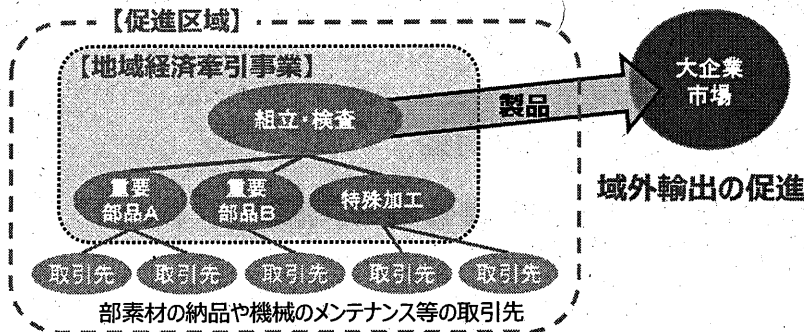 【促進区域】
【地域経済牽引事業】
組立・検査
製品
大企業
市場
重要
部品A
重要
部品B
特殊加工
域外輸出の促進
取引先
取引先
取引先
取引先
取引先
部素材の納品や機械のメンテナンス等の取引先